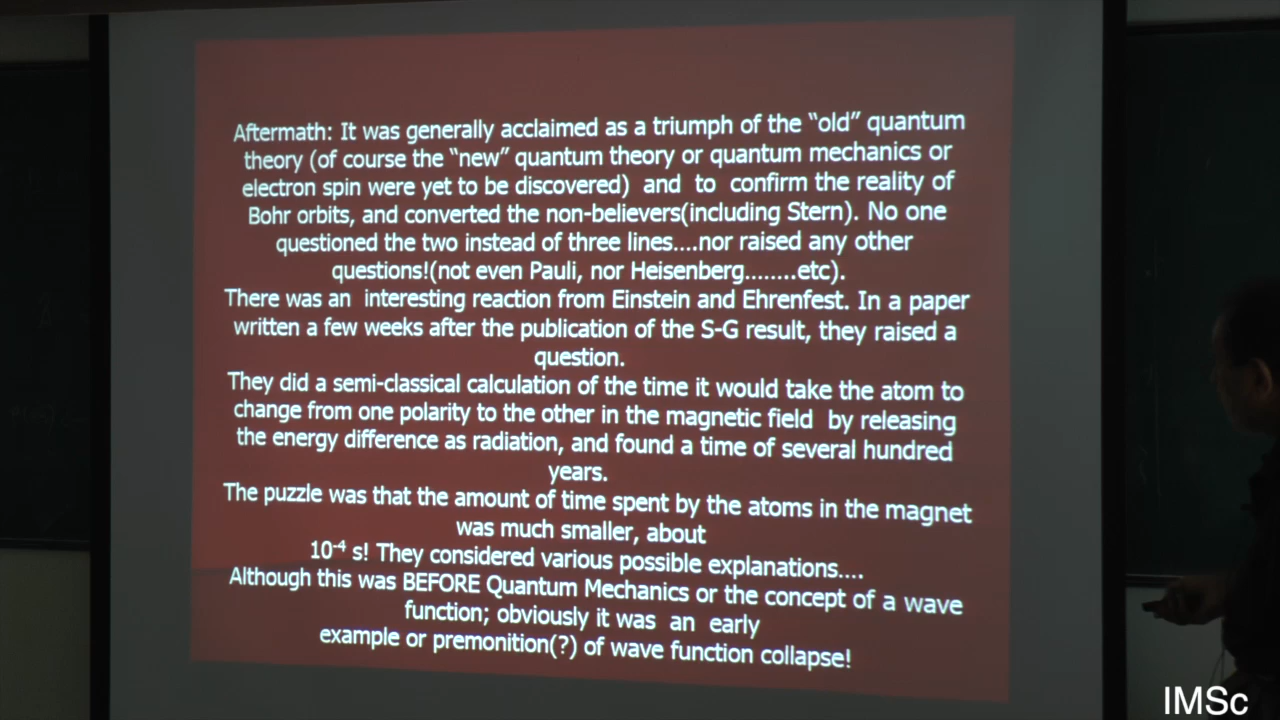 Aftermath: It was generally acclaimed as a triumph of the “old” quantum
theory (of course the “new” quantum theory or quantum mechanics or
electron spin were yet to be discovered) and to confirm the reality of
Bohr orbits, and converted the non-believers(including Stern). No one
questioned the two instead of three lines....nor raised any other
questions!(not even Pauli, nor Heisenberg........etc).
There was an interesting reaction from Einstein and Ehrenfest. In a paper
written a few weeks after the publication of the S-G result, they raised a
question.
They did a semi-classical calculation of the time it would take the atom to
change from one polarity to the other in the magnetic field by releasing
the energy difference as radiation, and found a time of several hundred
years.
The puzzle was that the amount of time spent by the atoms in the magnet
was much smaller, about
10⁻⁴ s! They considered various possible explanations....
Although this was BEFORE Quantum Mechanics or the concept of a wave
function; obviously it was an early
example or premonition(?) of wave function collapse!
IMSc